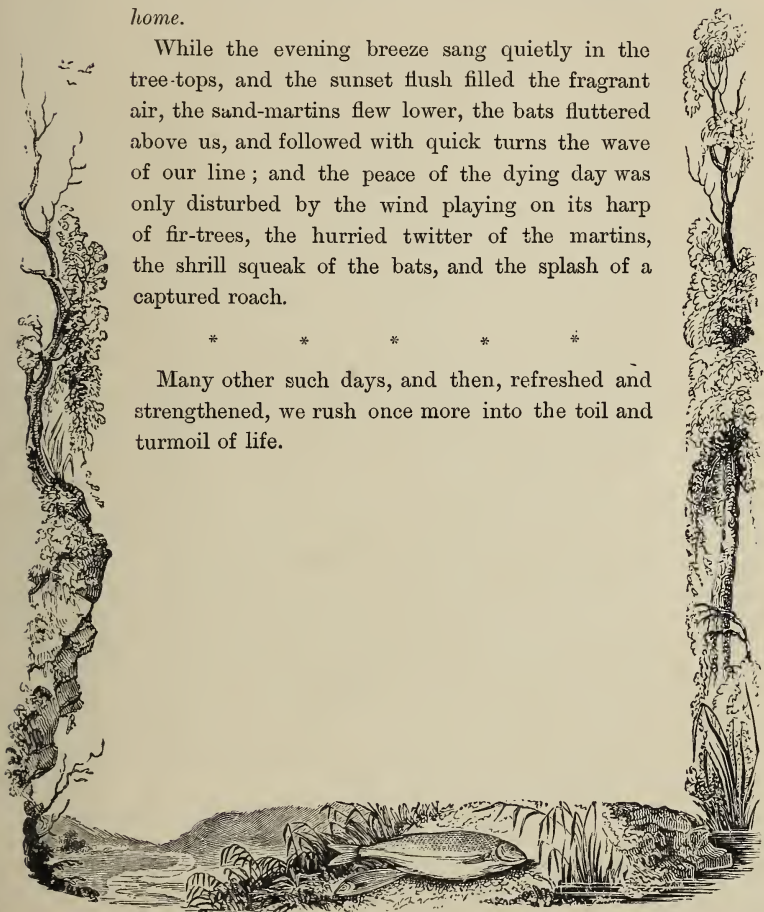 home.
While the evening breeze sang quietly in the
tree-tops, and the sunset flush filled the fragrant
air, the sand-martins flew lower, the bats fluttered
above us, and followed with quick turns the wave
of our line; and the peace of the dying day was
only disturbed by the wind playing on its harp
of fir-trees, the hurried twitter of the martins,
the shrill squeak of the bats, and the splash of a
captured roach.
* * * * *
Many other such days, and then, refreshed and
strengthened, we rush once more into the toil and
turmoil of life.